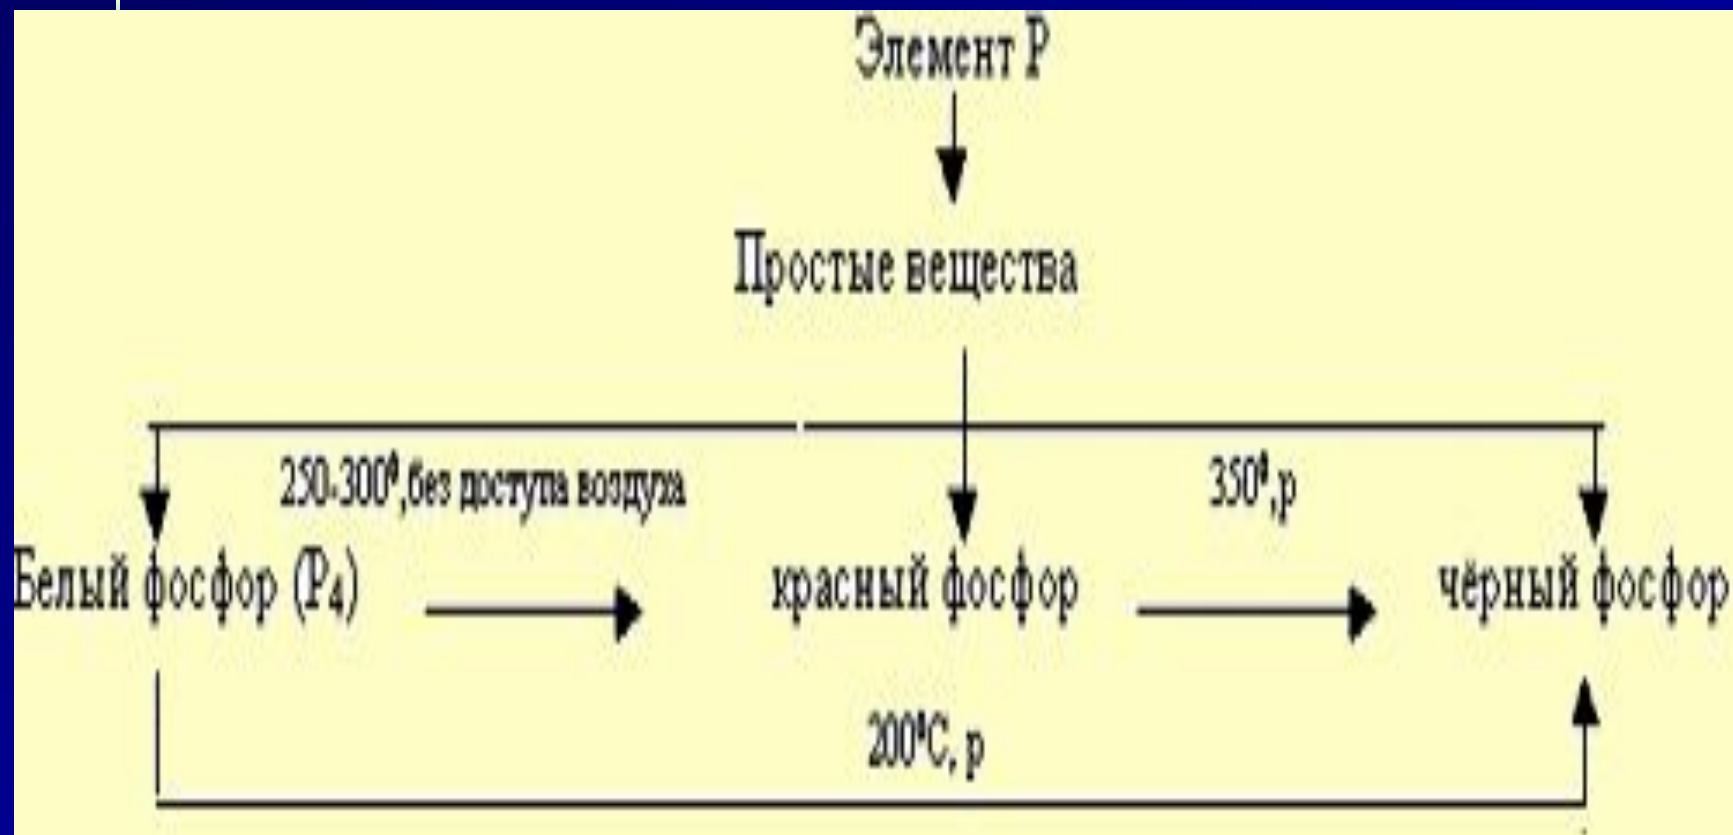 Элемент Р
Простые вещества
250-300⁰,без доступа воздуха
350⁰,р
Белый фосфор (Р₄)
красный фосфор
чёрный фосфор
200⁰С, р